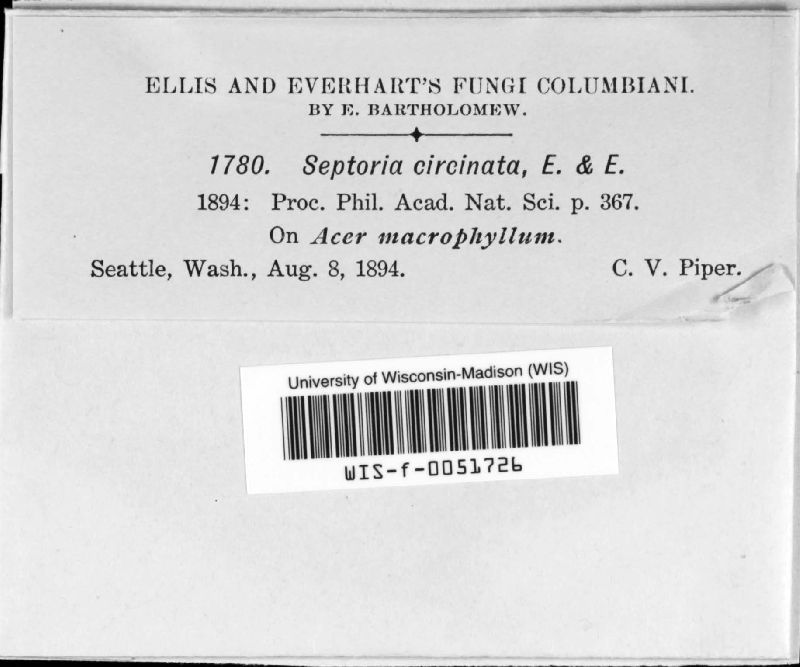 ELLIS AND EVERHART'S FUNGI COLUMBIANI.
BY E. BARTHOLOMEW.
1780. Septoria circinata, E. & E.
1894: Proc. Phil. Acad. Nat. Sci. p. 367.
On Acer macrophyllum.
Seattle, Wash., Aug. 8, 1894. C. V. Piper.
University of Wisconsin-Madison (WIS)
WIS-f-0051726